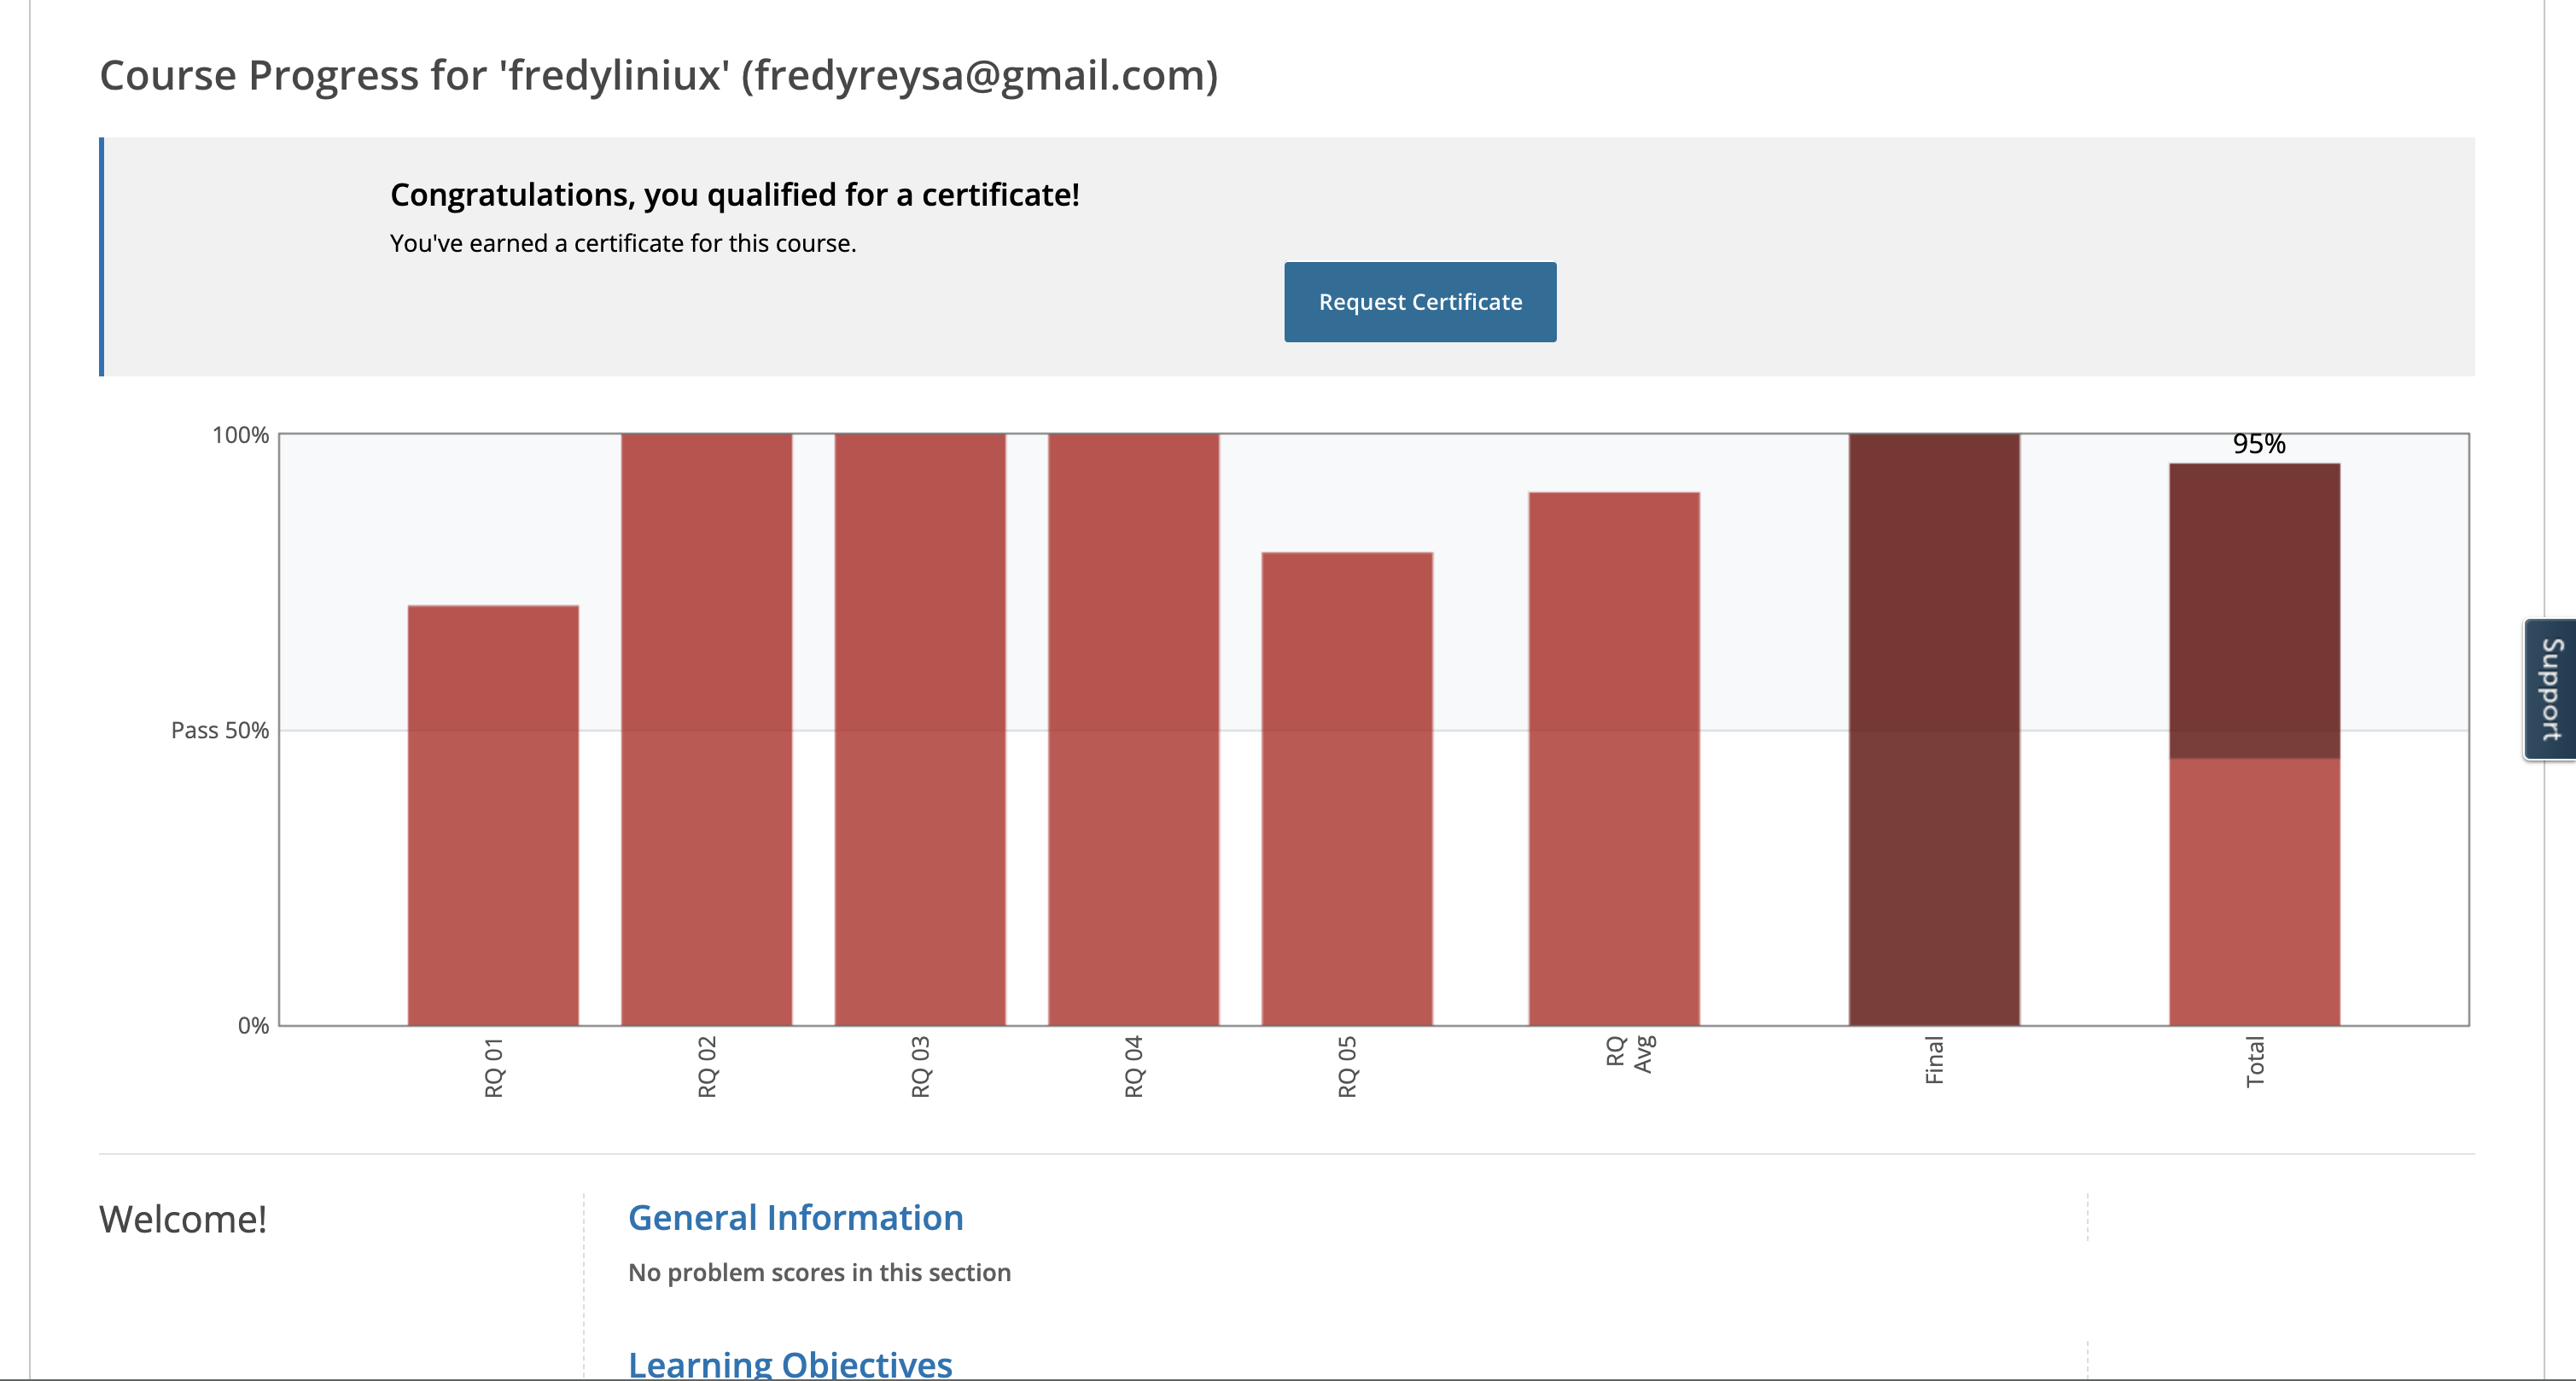 Course Progress for 'fredyliniux' (fredyreysa@gmail.com)
Congratulations, you qualified for a certificate!
You've earned a certificate for this course.
Request Certificate
100%
95%
Pass 50%
0%
RQ 01
RQ 02
RQ 03
RQ 04
RQ 05
RQ
Avg
Final
Total
Support
Welcome!
General Information
No problem scores in this section
Learning Objectives